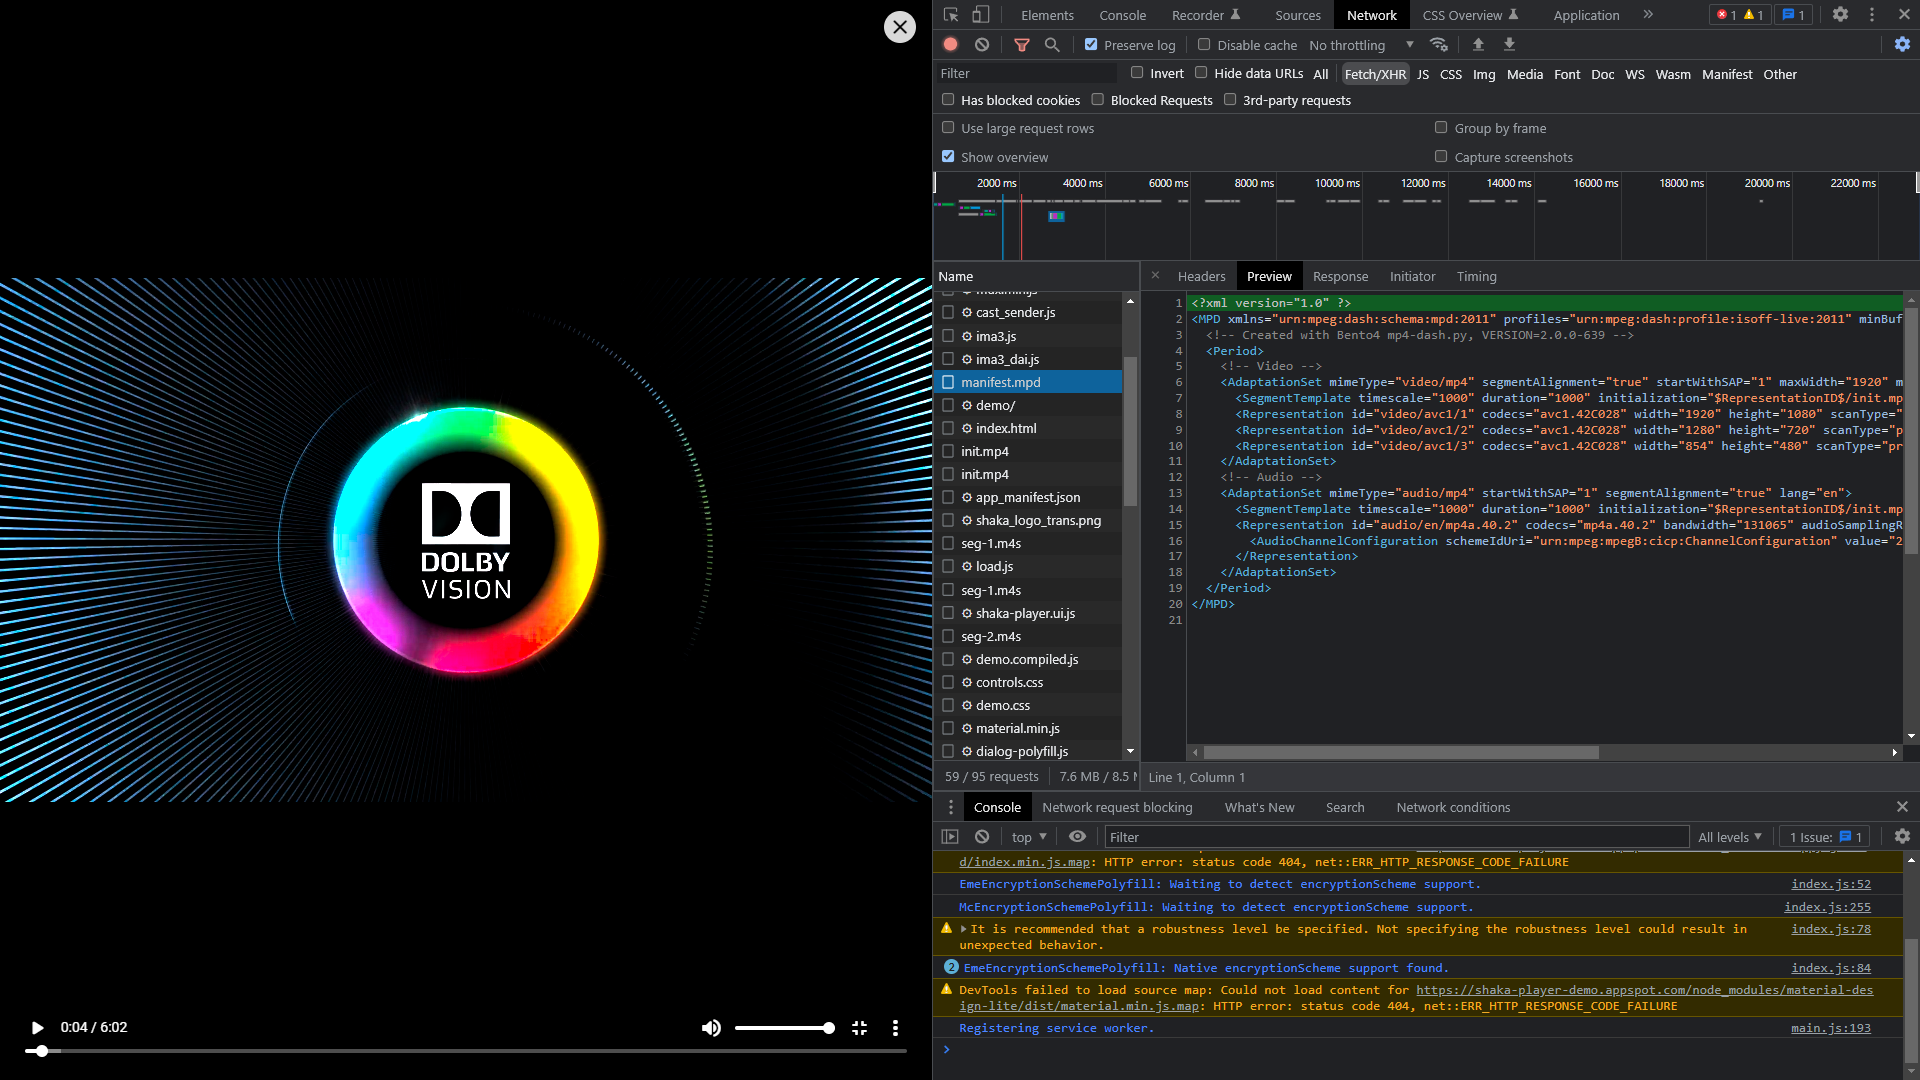 DOLBY
VISION
0:04 / 6:02
Elements Console Recorder Sources Network CSS Overview Application » 1 1 1
Preserve log Disable cache No throttling
Filter Invert Hide data URLs All Fetch/XHR JS CSS Img Media Font Doc WS Wasm Manifest Other
Has blocked cookies Blocked Requests 3rd-party requests
Use large request rows Group by frame
Show overview Capture screenshots
2000 ms 4000 ms 6000 ms 8000 ms 10000 ms 12000 ms 14000 ms 16000 ms 18000 ms 20000 ms 22000 ms
Name
cast_sender.js
ima3.js
ima3_dai.js
manifest.mpd
demo/
index.html
init.mp4
init.mp4
app_manifest.json
shaka_logo_trans.png
seg-1.m4s
load.js
seg-1.m4s
shaka-player.ui.js
seg-2.m4s
demo.compiled.js
controls.css
demo.css
material.min.js
dialog-polyfill.js
59 / 95 requests 7.6 MB / 8.5
Headers Preview Response Initiator Timing
1 <?xml version="1.0" ?>
2 <MPD xmlns="urn:mpeg:dash:schema:mpd:2011" profiles="urn:mpeg:dash:profile:isoff-live:2011" minBuf
3 <!-- Created with Bento4 mp4-dash.py, VERSION=2.0.0-639 -->
4 <Period>
5 <!-- Video -->
6 <AdaptationSet mimeType="video/mp4" segmentAlignment="true" startWithSAP="1" maxWidth="1920" m
7 <SegmentTemplate timescale="1000" duration="1000" initialization="$RepresentationID$/init.mp
8 <Representation id="video/avc1/1" codecs="avc1.42C028" width="1920" height="1080" scanType="
9 <Representation id="video/avc1/2" codecs="avc1.42C028" width="1280" height="720" scanType="p
10 <Representation id="video/avc1/3" codecs="avc1.42C028" width="854" height="480" scanType="pr
11 </AdaptationSet>
12 <!-- Audio -->
13 <AdaptationSet mimeType="audio/mp4" startWithSAP="1" segmentAlignment="true" lang="en">
14 <SegmentTemplate timescale="1000" duration="1000" initialization="$RepresentationID$/init.mp
15 <Representation id="audio/en/mp4a.40.2" codecs="mp4a.40.2" bandwidth="131065" audioSamplingR
16 <AudioChannelConfiguration schemeIdUri="urn:mpeg:mpegB:cicp:ChannelConfiguration" value="2
17 </Representation>
18 </AdaptationSet>
19 </Period>
20 </MPD>
21
Line 1, Column 1
Console Network request blocking What's New Search Network conditions
top Filter All levels 1 Issue: 1
d/index.min.js.map: HTTP error: status code 404, net::ERR_HTTP_RESPONSE_CODE_FAILURE
EmeEncryptionSchemePolyfill: Waiting to detect encryptionScheme support. index.js:52
McEncryptionSchemePolyfill: Waiting to detect encryptionScheme support. index.js:255
It is recommended that a robustness level be specified. Not specifying the robustness level could result in index.js:78
unexpected behavior.
2 EmeEncryptionSchemePolyfill: Native encryptionScheme support found. index.js:84
DevTools failed to load source map: Could not load content for https://shaka-player-demo.appspot.com/node_modules/material-des
ign-lite/dist/material.min.js.map: HTTP error: status code 404, net::ERR_HTTP_RESPONSE_CODE_FAILURE
Registering service worker. main.js:193